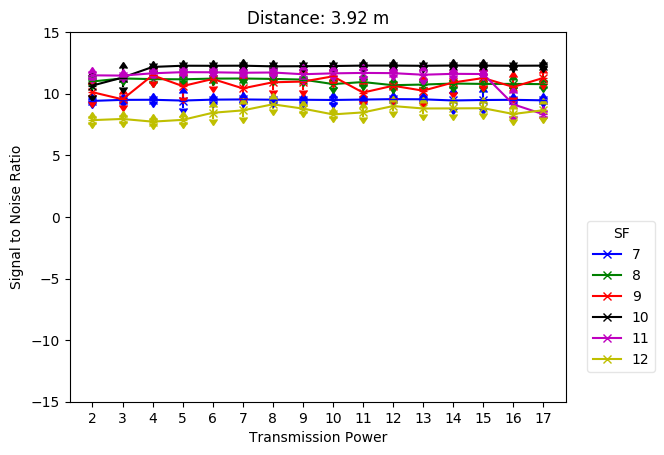 Distance: 3.92 m
Signal to Noise Ratio
15
10
5
0
−5
−10
−15
2 3 4 5 6 7 8 9 10 11 12 13 14 15 16 17
Transmission Power
SF
7
8
9
10
11
12